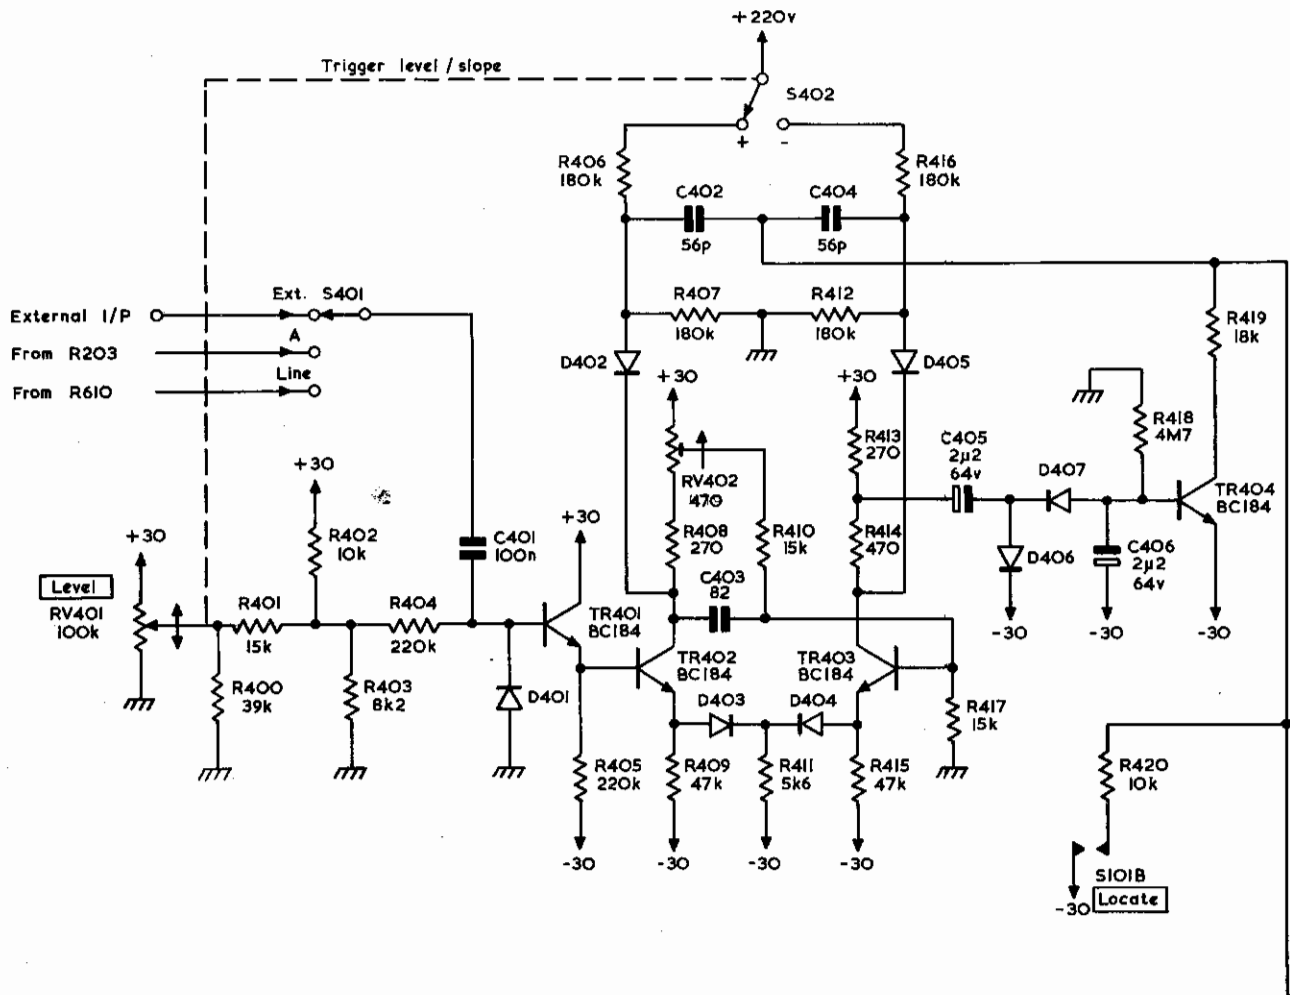 +220v
Trigger level / slope
S402
+ -
R406
180k
R416
180k
C402
56p
C404
56p
Ext. S401
External I/P
A
From R203
Line
From R610
R407
180k
R412
180k
R419
18k
D402
D405
+30
+30
R418
4M7
R413
270
C405
2µ2
64v
D407
RV402
470
TR404
BC184
+30
R402
10k
C401
100n
+30
R408
270
R410
15k
R414
470
D406
C406
2µ2
64v
+30
Level
RV401
100k
C403
82
R401
15k
R404
220k
TR401
BC184
-30
-30
-30
TR402
BC184
TR403
BC184
R400
39k
R403
8k2
D401
D403
D404
R417
15k
R405
220k
R409
47k
R411
5k6
R415
47k
R420
10k
-30
-30
-30
-30
S101B
-30
Locate